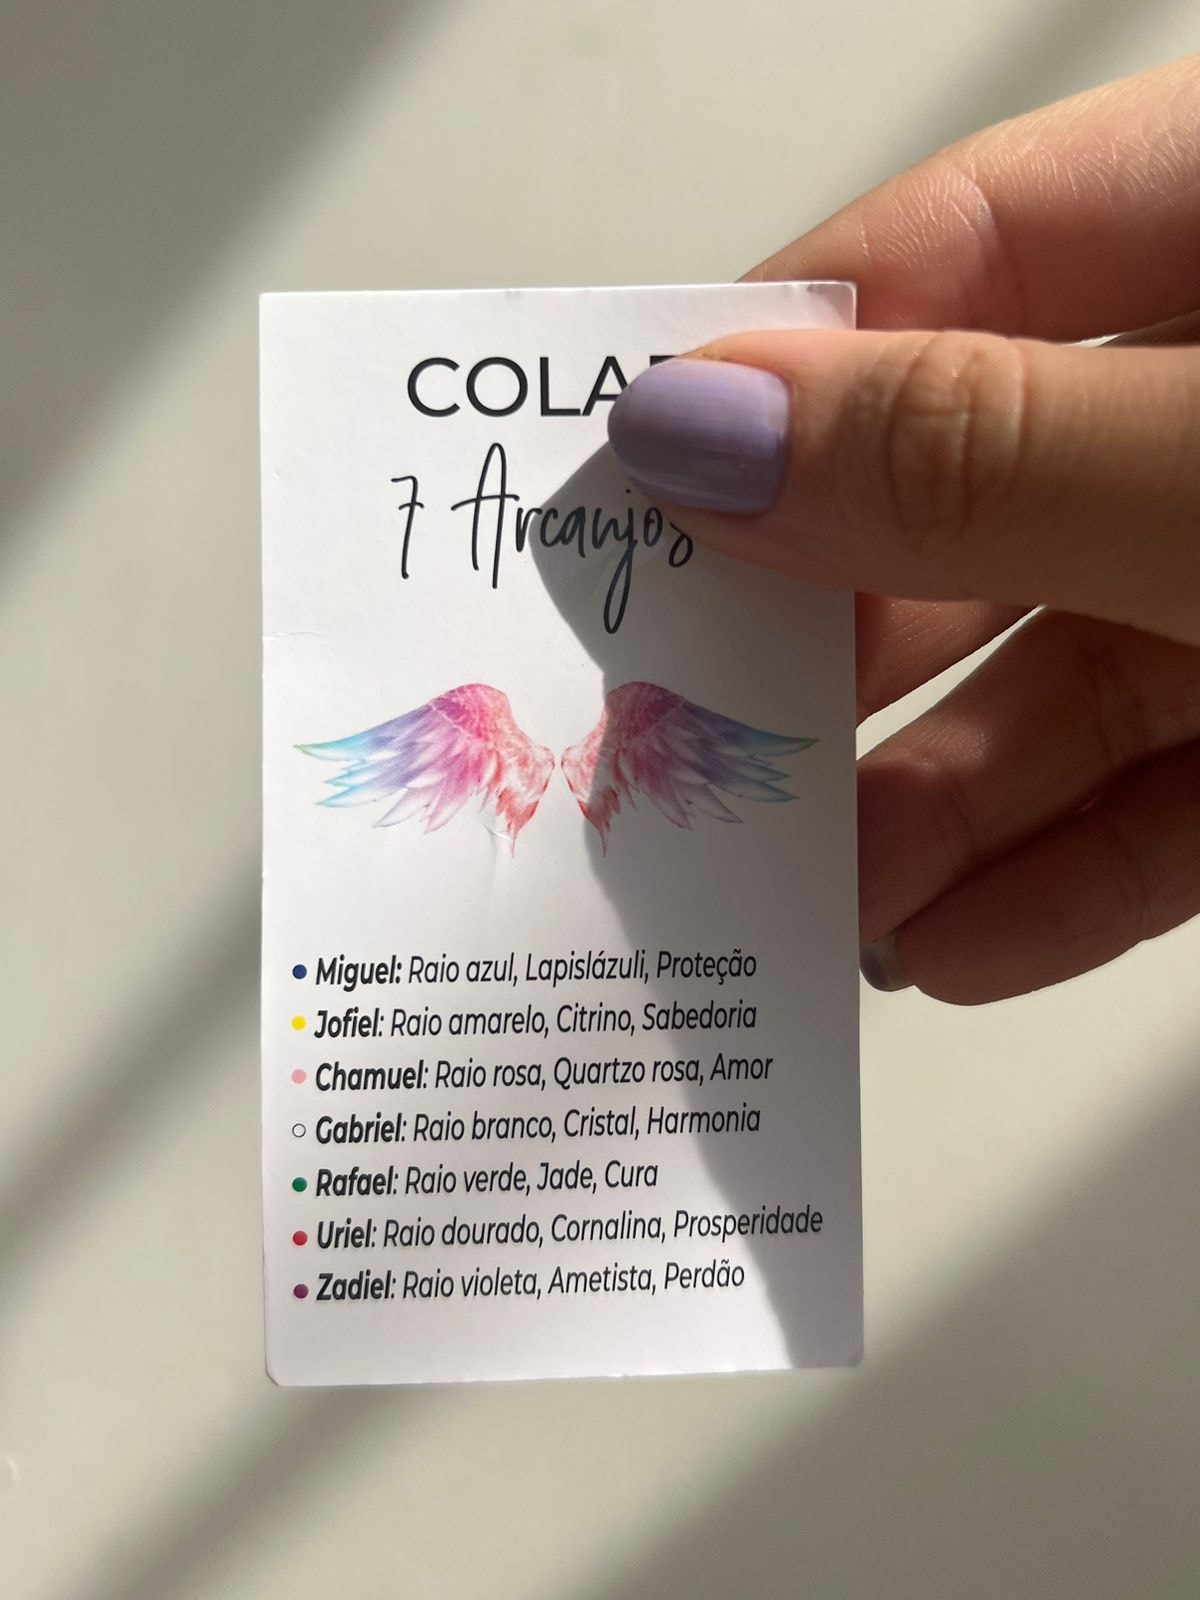 7 Arcanjos
Miguel: Raio azul, Lapislázuli, Proteção
Jofiel: Raio amarelo, Citrino, Sabedoria
Chamuel: Raio rosa, Quartzo rosa, Amor
Gabriel: Raio branco, Cristal, Harmonia
Rafael: Raio verde, Jade, Cura
Uriel: Raio dourado, Cornalina, Prosperidade
Zadiel: Raio violeta, Ametista, Perdão